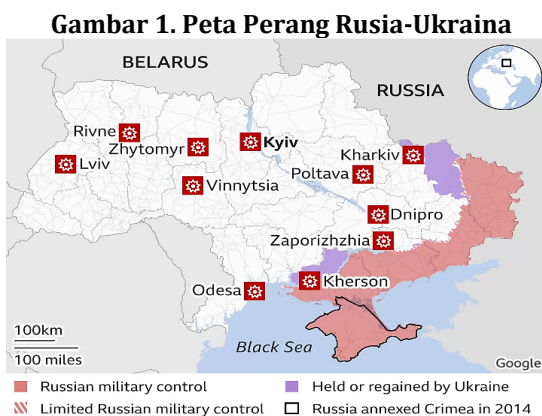 Gambar 1. Peta Perang Rusia-Ukraina
BELARUS
RUSSIA
Rivne
Kyiv
Zhytomyr
Kharkiv
Lviv
Poltava
Vinnytsia
Dnipro
Zaporizhzhia
Kherson
Odesa
100km
100 miles
Black Sea
Google
Russian military control
Held or regained by Ukraine
Limited Russian military control
Russia annexed Crimea in 2014